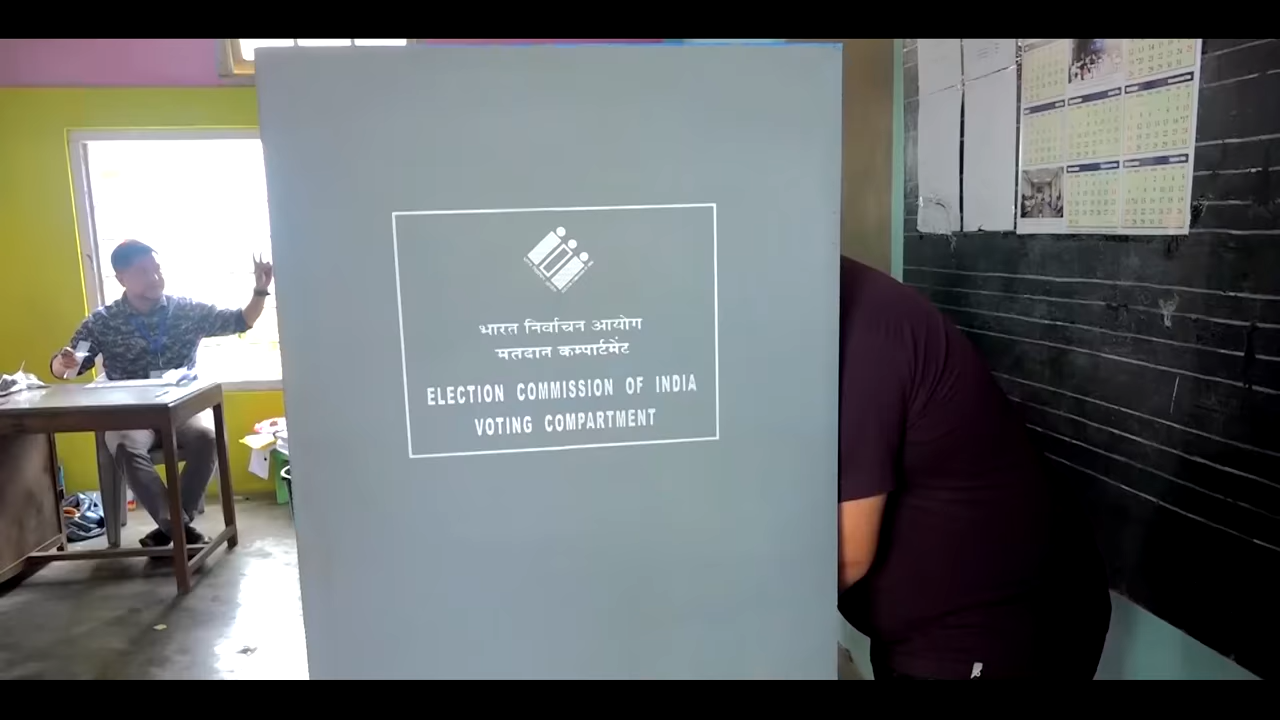 भारत निर्वाचन आयोग
मतदान कम्पार्टमेंट
ELECTION COMMISSION OF INDIA
VOTING COMPARTMENT